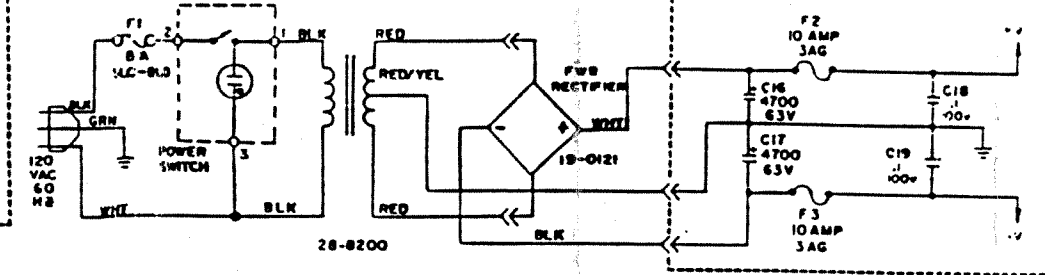 F1
8 A
SLO-BLO
2
1
BLK
BLK
GRN
120
VAC
60
HZ
POWER
SWITCH
3
WHT
BLK
RED
RED/YEL
RED
28-8200
FWB
RECTIFIER
-
+
WHT
19-0121
BLK
F2
10 AMP
3AG
C16
4700
63V
+
C17
4700
63V
+
C18
.1
C19
.1
100v
F3
10 AMP
3AG